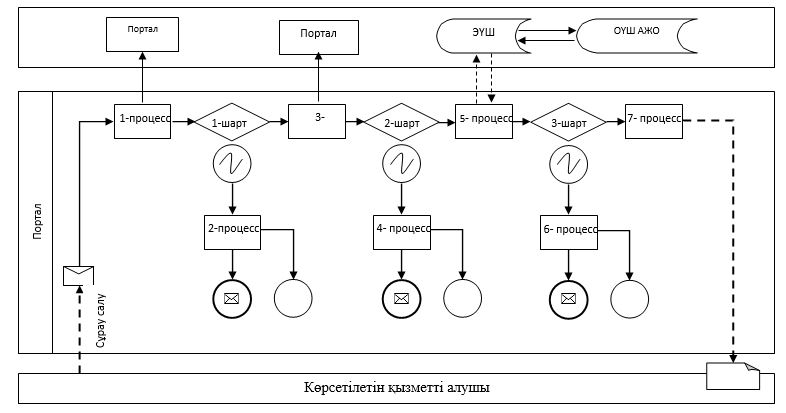 Портал
Портал
ЭҮШ
ОҮШ АЖО
1-процесс
1-шарт
3-
2-шарт
5- процесс
3-шарт
7- процесс
2-процесс
4- процесс
6- процесс
Портал
Сұрау салу
Көрсетілетін қызметті алушы